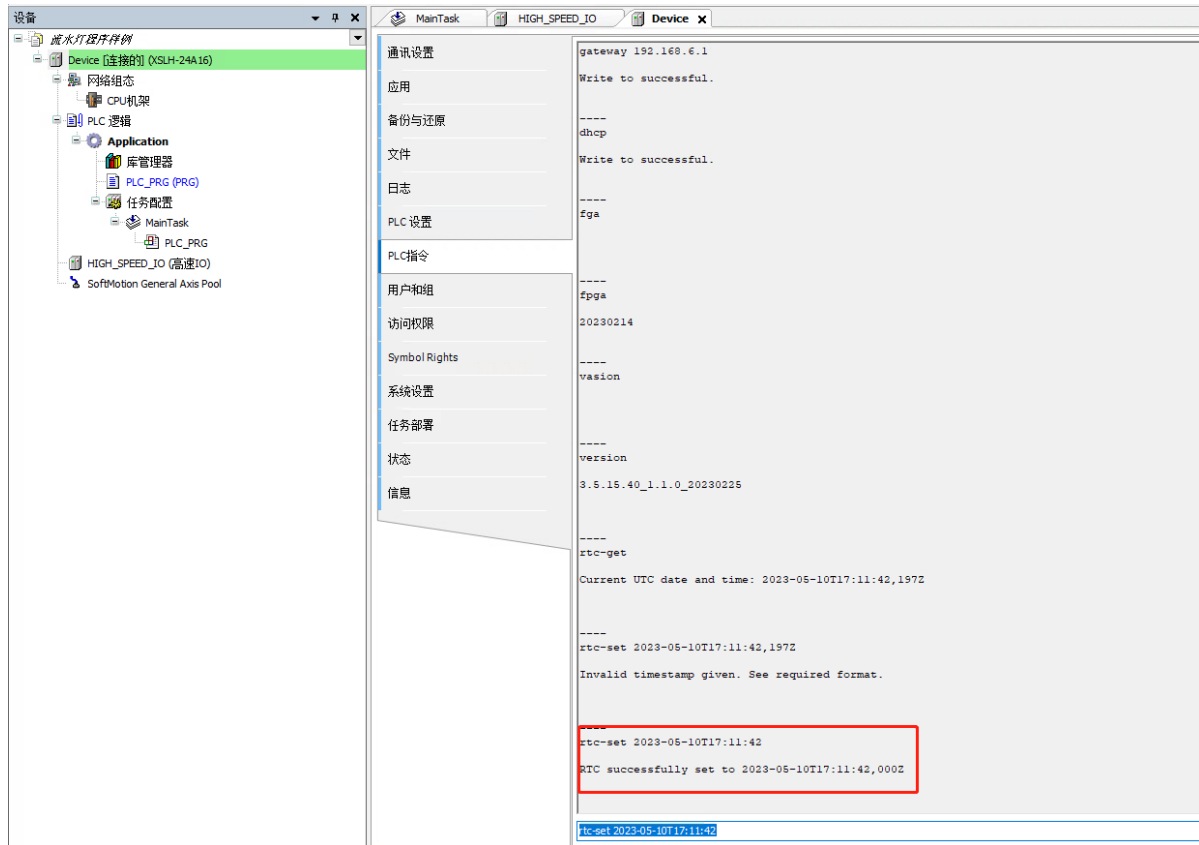 设备
流水灯程序样例
Device [连接的] (XSLH-24A16)
网络组态
CPU机架
PLC 逻辑
Application
库管理器
PLC_PRG (PRG)
任务配置
MainTask
PLC_PRG
HIGH_SPEED_IO (高速IO)
SoftMotion General Axis Pool
MainTask
HIGH_SPEED_IO
Device
通讯设置
应用
备份与还原
文件
日志
PLC 设置
PLC指令
用户和组
访问权限
Symbol Rights
系统设置
任务部署
状态
信息
gateway 192.168.6.1
Write to successful.
----
dhcp
Write to successful.
----
fga
----
fpga
20230214
----
vasion
----
version
3.5.15.40_1.1.0_20230225
----
rtc-get
Current UTC date and time: 2023-05-10T17:11:42,197Z
----
rtc-set 2023-05-10T17:11:42,197Z
Invalid timestamp given. See required format.
----
rtc-set 2023-05-10T17:11:42
RTC successfully set to 2023-05-10T17:11:42,000Z
rtc-set 2023-05-10T17:11:42